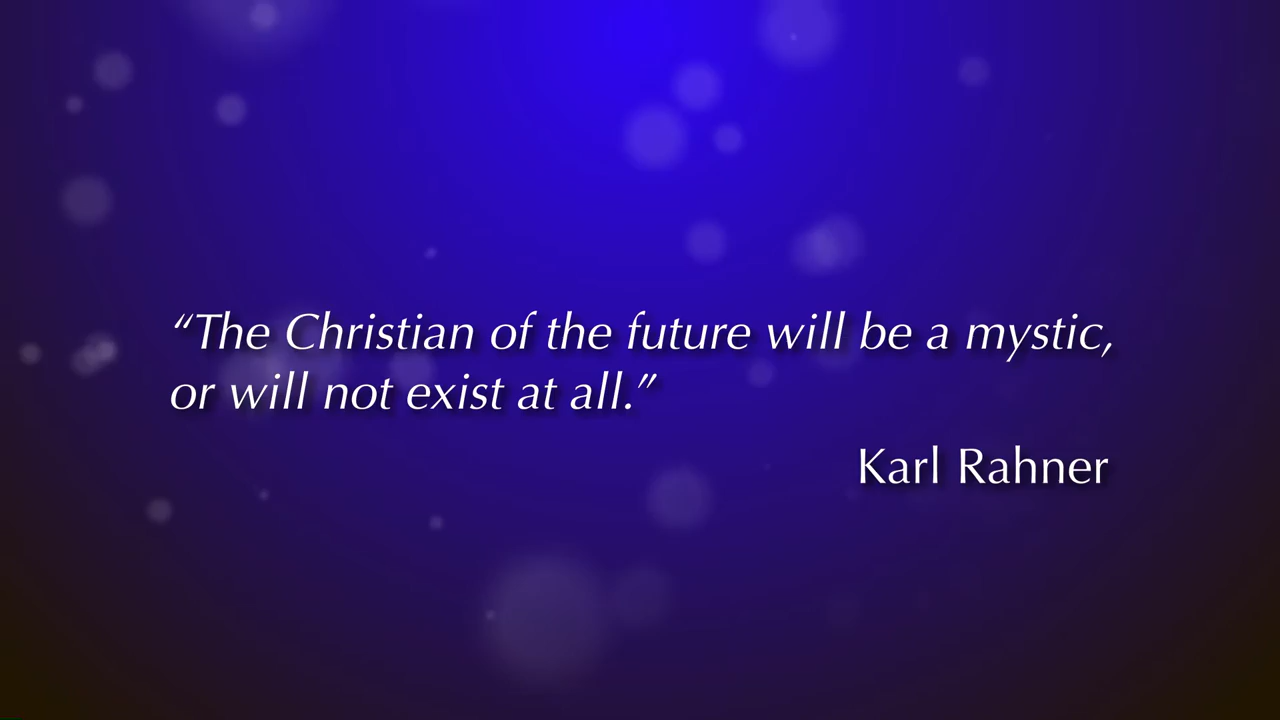 “The Christian of the future will be a mystic,
or will not exist at all.”
Karl Rahner